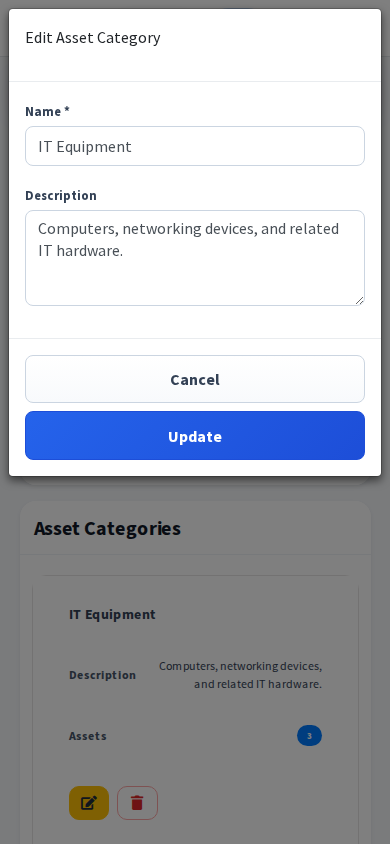 Edit Asset Category
Name *
IT Equipment
Description
Computers, networking devices, and related
IT hardware.
Cancel
Update
Asset Categories
IT Equipment
Description
Computers, networking devices,
and related IT hardware.
Assets
3